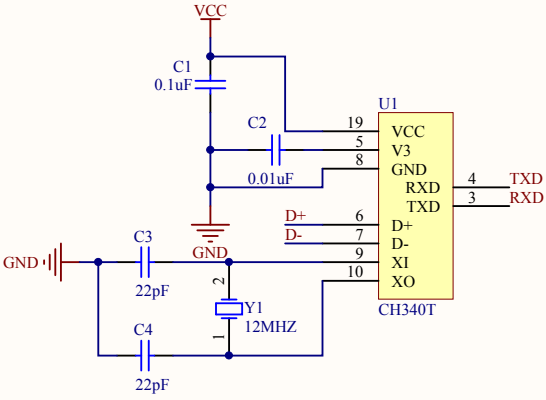 VCC
C1
0.1uF
U1
C2
19
VCC
5
V3
8
GND
0.01uF
RXD
4
TXD
TXD
3
RXD
D+
6
D+
D-
7
D-
GND
C3
9
XI
GND
10
XO
22pF
2
Y1
12MHZ
1
CH340T
C4
22pF